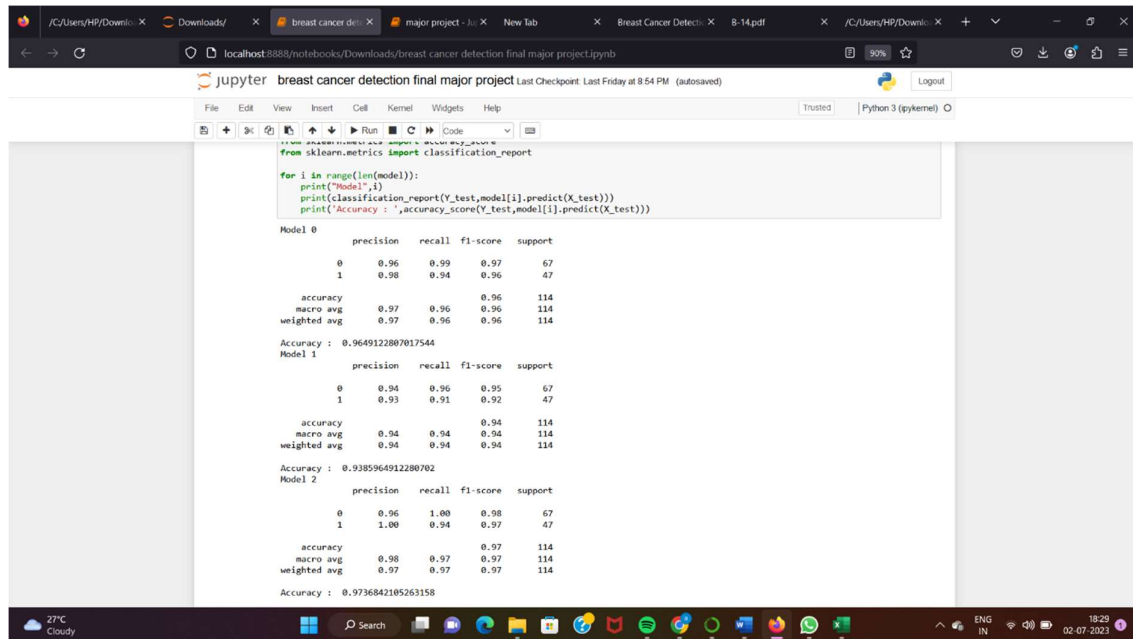 /C:/Users/HP/Downloa
Downloads/
breast cancer dete
major project - Ju
New Tab
Breast Cancer Detectio
B-14.pdf
/C:/Users/HP/Downloa
localhost:8888/notebooks/Downloads/breast cancer detection final major project.ipynb
90%
jupyter breast cancer detection final major project Last Checkpoint: Last Friday at 8:54 PM (autosaved)
Logout
File Edit View Insert Cell Kernel Widgets Help
Trusted
Python 3 (ipykernel)
Run
Code
from sklearn.metrics import accuracy_score
from sklearn.metrics import classification_report
for i in range(len(model)):
print("Model",i)
print(classification_report(Y_test,model[i].predict(X_test)))
print('Accuracy : ',accuracy_score(Y_test,model[i].predict(X_test)))
Model 0
precision recall f1-score support
0 0.96 0.99 0.97 67
1 0.98 0.94 0.96 47
accuracy 0.96 114
macro avg 0.97 0.96 0.96 114
weighted avg 0.97 0.96 0.96 114
Accuracy : 0.9649122807017544
Model 1
precision recall f1-score support
0 0.94 0.96 0.95 67
1 0.93 0.91 0.92 47
accuracy 0.94 114
macro avg 0.94 0.94 0.94 114
weighted avg 0.94 0.94 0.94 114
Accuracy : 0.9385964912280702
Model 2
precision recall f1-score support
0 0.96 1.00 0.98 67
1 1.00 0.94 0.97 47
accuracy 0.97 114
macro avg 0.98 0.97 0.97 114
weighted avg 0.97 0.97 0.97 114
Accuracy : 0.9736842105263158
27°C
Cloudy
Search
ENG
IN
18:29
02-07-2023
1